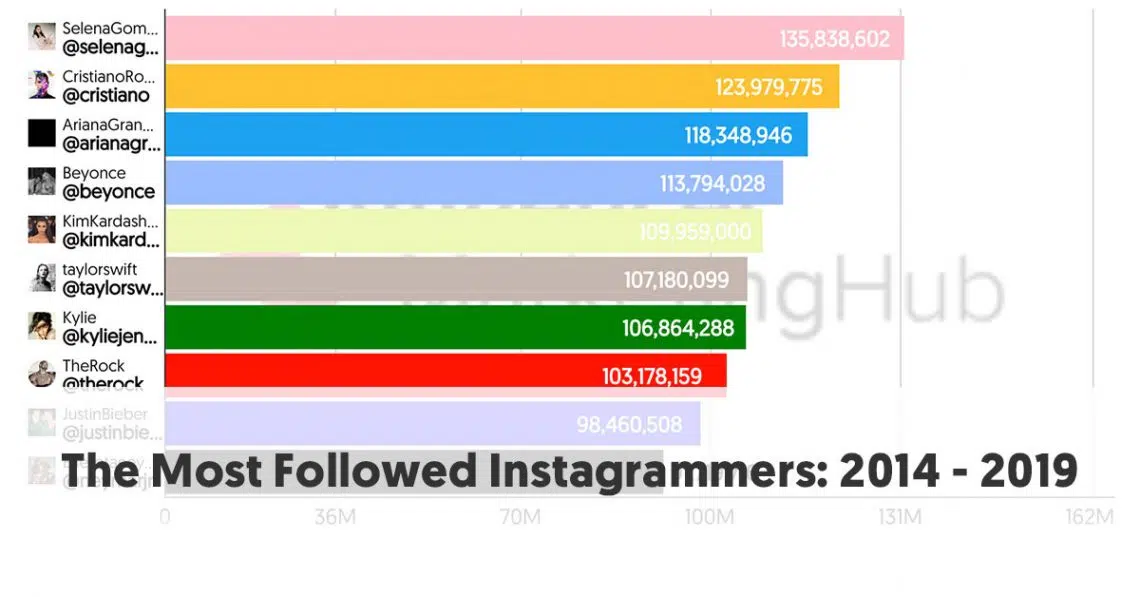 SelenaGom...
@selenag...
135,838,602
CristianoRo...
@cristiano
123,979,775
ArianaGran...
@arianagr...
118,348,946
Beyonce
@beyonce
113,794,028
KimKardash...
@kimkard...
109,959,000
taylorswift
@taylorsw...
107,180,099
Kylie
@kyliejen...
106,864,288
TheRock
@therock
103,178,159
JustinBieber
@justinbie...
98,460,508
The Most Followed Instagrammers: 2014 - 2019
0 36M 70M 100M 131M 162M